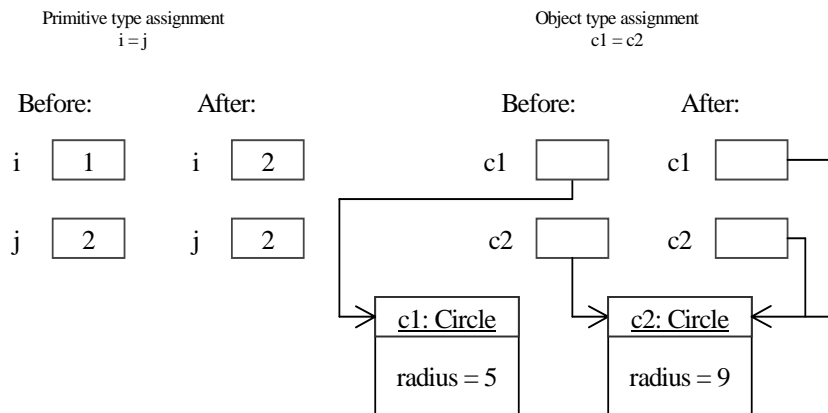 Primitive type assignment
i = j
Object type assignment
c1 = c2
Before:
After:
i 1
i 2
j 2
j 2
Before:
After:
c1
c1
c2
c2
c1: Circle
radius = 5
c2: Circle
radius = 9